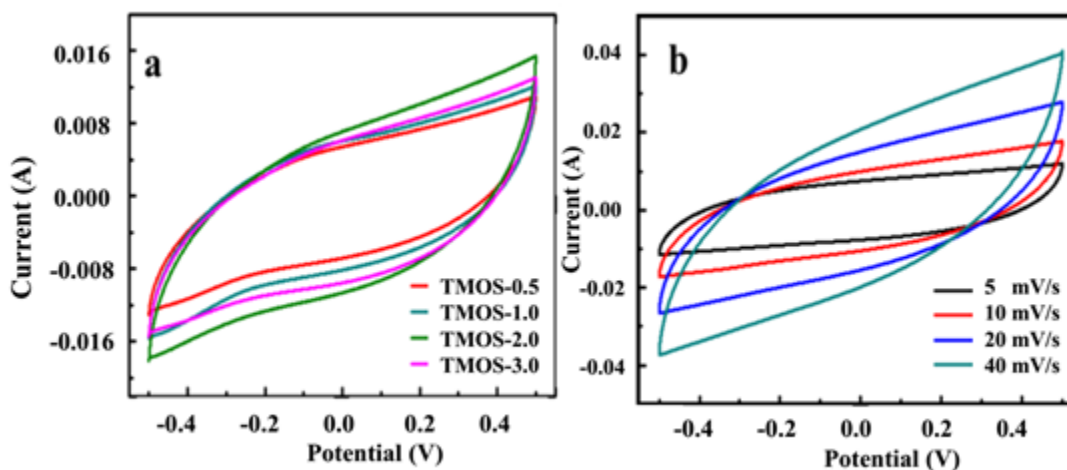 a
0.016
0.008
0.000
-0.008
-0.016
Current (A)
TMOS-0.5
TMOS-1.0
TMOS-2.0
TMOS-3.0
-0.4 -0.2 0.0 0.2 0.4
Potential (V)
b
0.04
0.02
0.00
-0.02
-0.04
Current (A)
5 mV/s
10 mV/s
20 mV/s
40 mV/s
-0.4 -0.2 0.0 0.2 0.4
Potential (V)